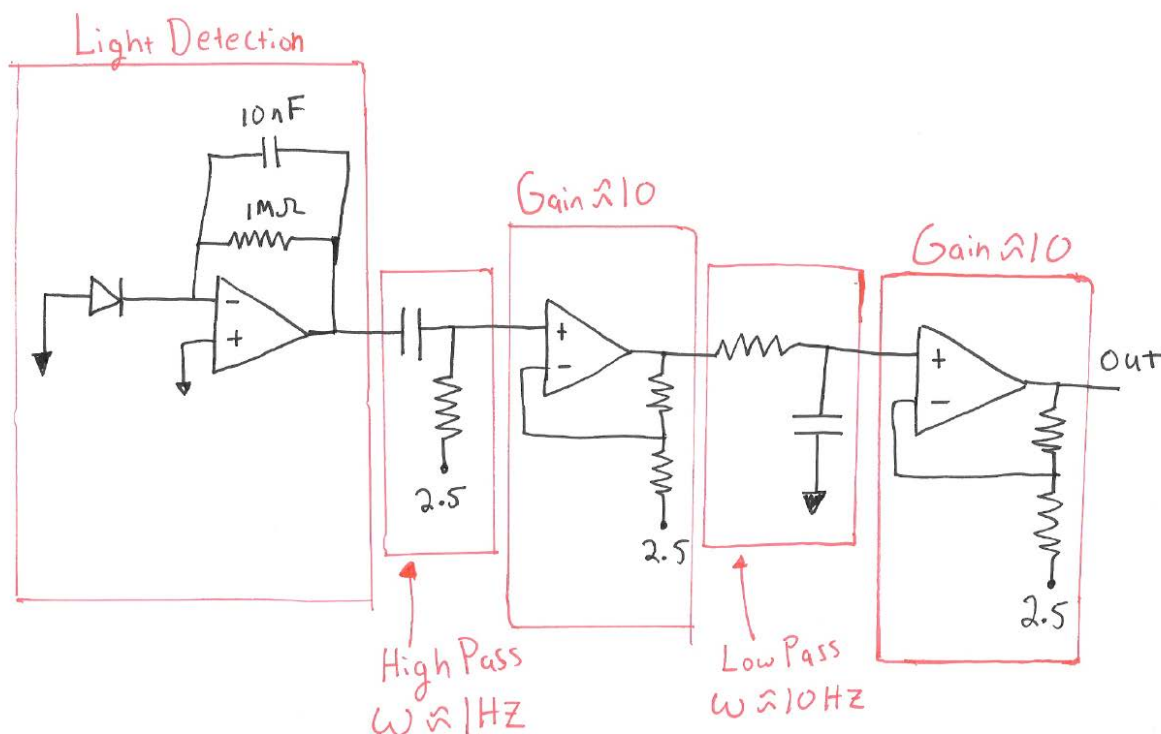 Light Detection
10nF
1MΩ
Gain ≈10
Gain ≈10
-
+
+
-
+
-
out
2.5
2.5
2.5
High Pass
ω ≈ 1HZ
Low Pass
ω ≈ 10HZ